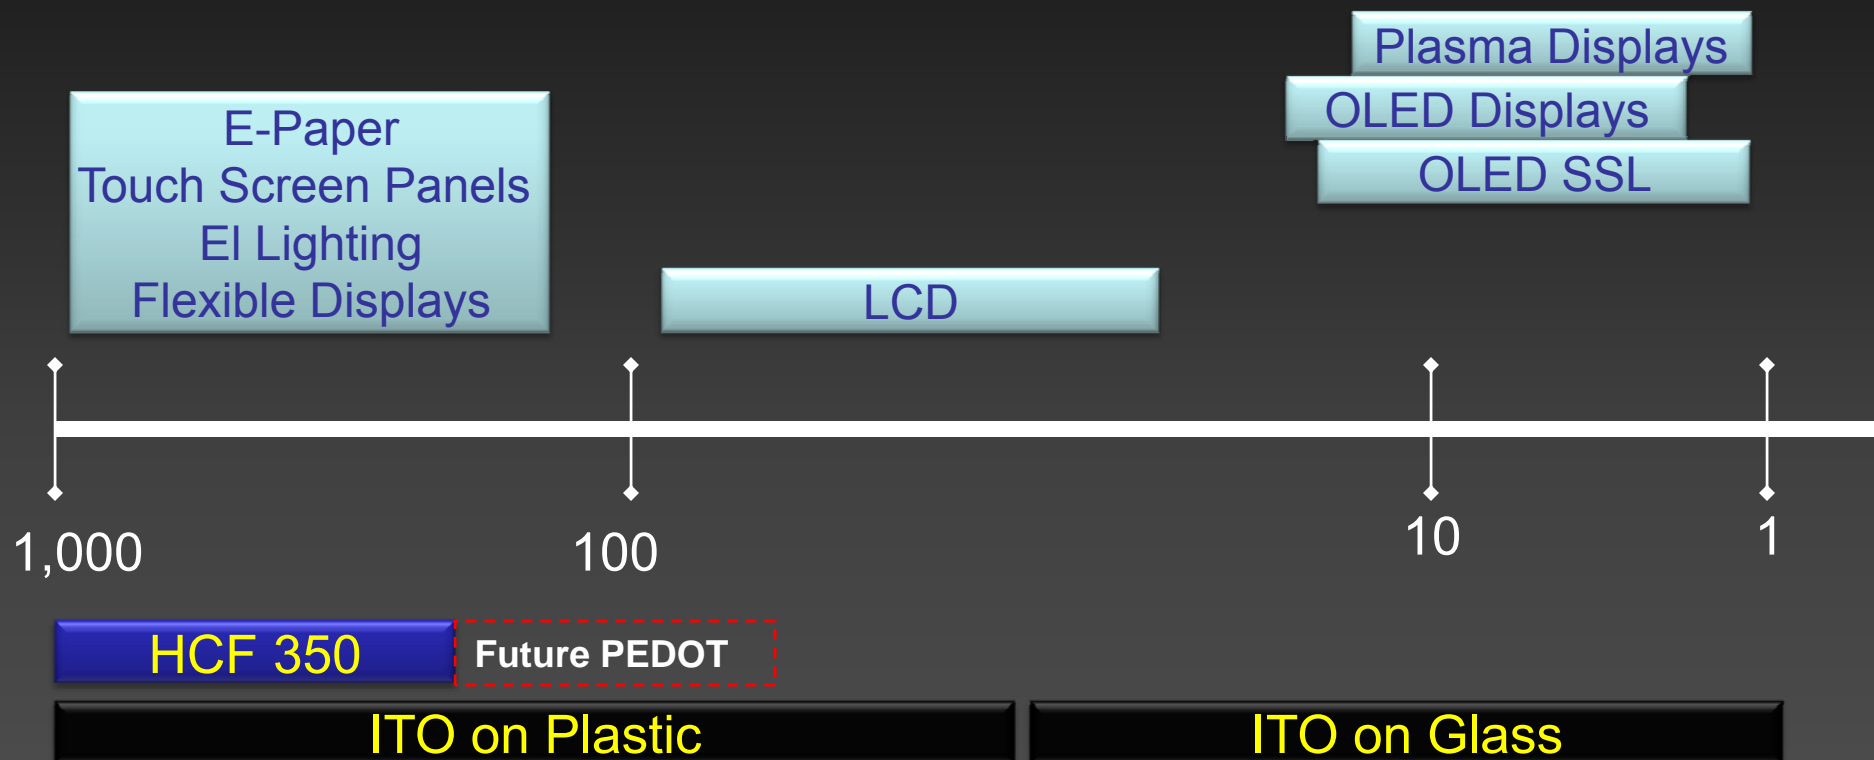 Plasma Displays
OLED Displays
OLED SSL
E-Paper
Touch Screen Panels
El Lighting
Flexible Displays
LCD
1,000
100
10
1
HCF 350
Future PEDOT
ITO on Plastic
ITO on Glass